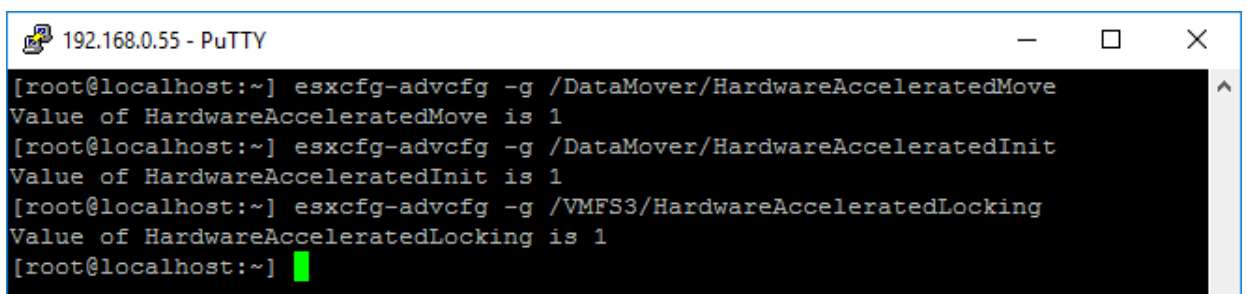 192.168.0.55 - PuTTY
[root@localhost:~] esxcfg-advcfg -g /DataMover/HardwareAcceleratedMove
Value of HardwareAcceleratedMove is 1
[root@localhost:~] esxcfg-advcfg -g /DataMover/HardwareAcceleratedInit
Value of HardwareAcceleratedInit is 1
[root@localhost:~] esxcfg-advcfg -g /VMFS3/HardwareAcceleratedLocking
Value of HardwareAcceleratedLocking is 1
[root@localhost:~]